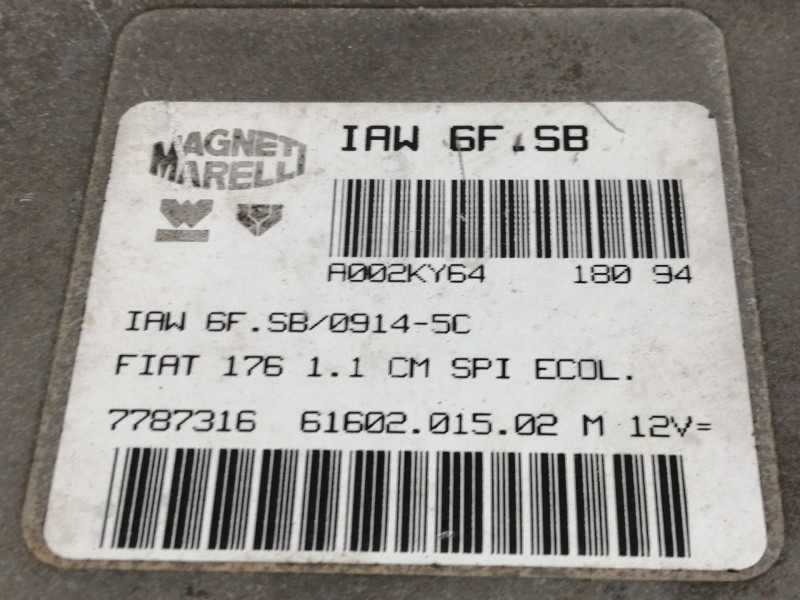 MAGNETI
MARELLI
IAW 6F.SB
A002KY64 180 94
IAW 6F.SB/0914-5C
FIAT 176 1.1 CM SPI ECOL.
7787316 61602.015.02 M 12V=